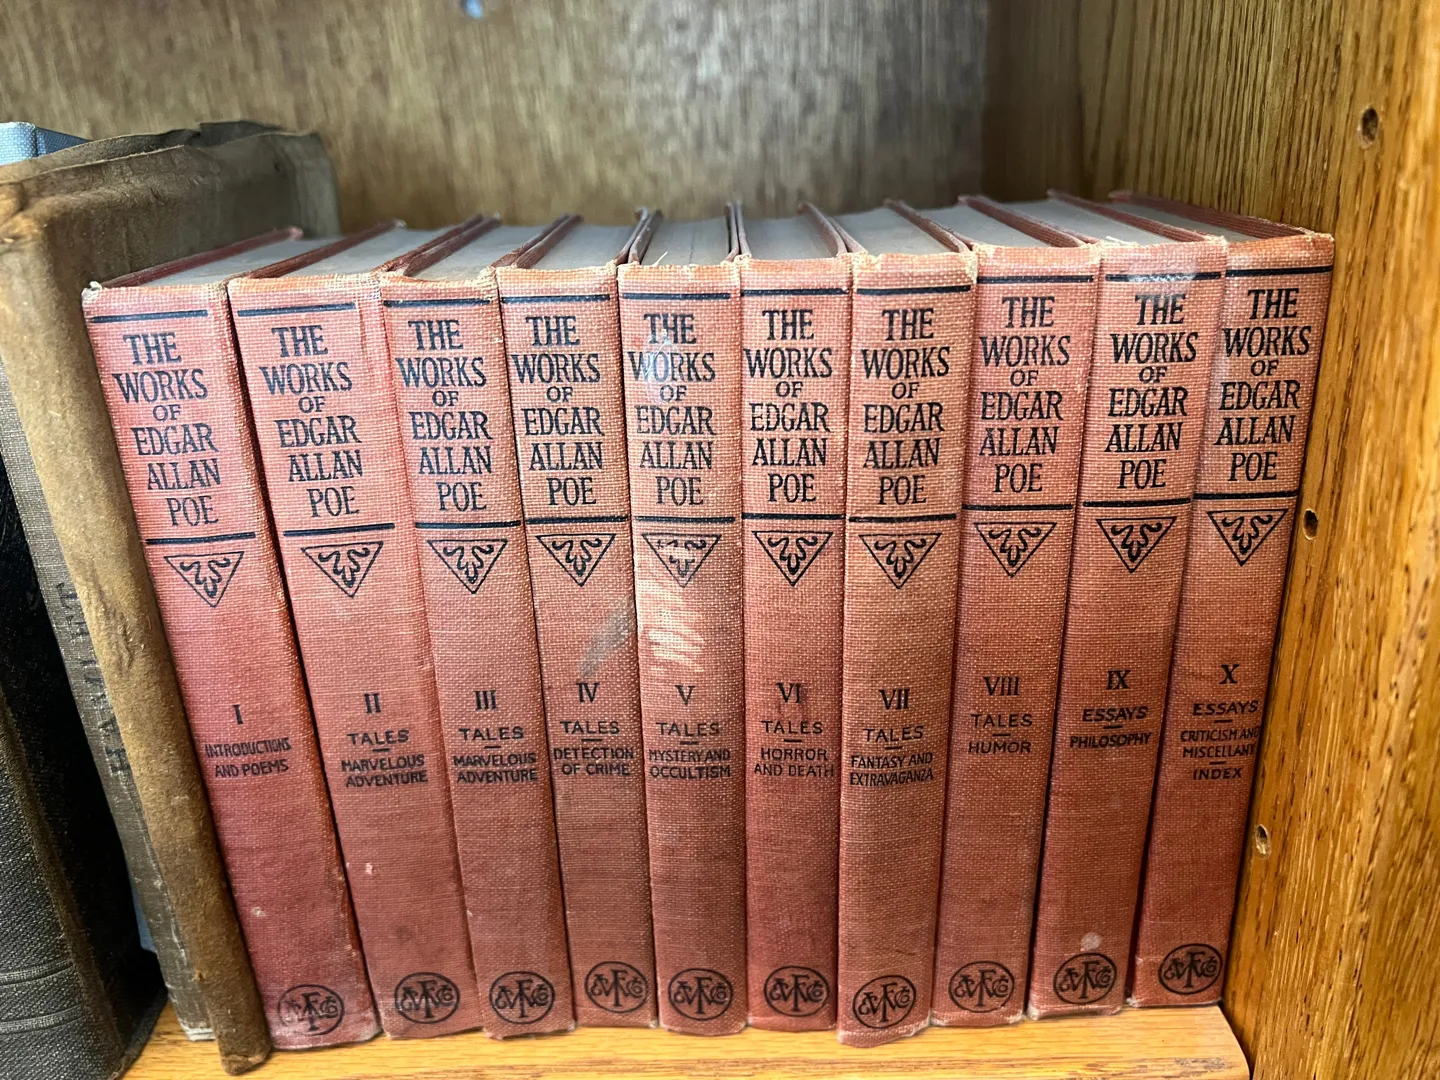 THE
WORKS
OF
EDGAR
ALLAN
POE
I
INTRODUCTIONS
AND POEMS
THE
WORKS
OF
EDGAR
ALLAN
POE
II
TALES
MARVELOUS
ADVENTURE
THE
WORKS
OF
EDGAR
ALLAN
POE
III
TALES
MARVELOUS
ADVENTURE
THE
WORKS
OF
EDGAR
ALLAN
POE
IV
TALES
DETECTION
OF CRIME
THE
WORKS
OF
EDGAR
ALLAN
POE
V
TALES
MYSTERY AND
OCCULTISM
THE
WORKS
OF
EDGAR
ALLAN
POE
VI
TALES
HORROR
AND DEATH
THE
WORKS
OF
EDGAR
ALLAN
POE
VII
TALES
FANTASY AND
EXTRAVAGANZA
THE
WORKS
OF
EDGAR
ALLAN
POE
VIII
TALES
HUMOR
THE
WORKS
OF
EDGAR
ALLAN
POE
IX
ESSAYS
PHILOSOPHY
THE
WORKS
OF
EDGAR
ALLAN
POE
X
ESSAYS
CRITICISM AND
MISCELLANY
INDEX